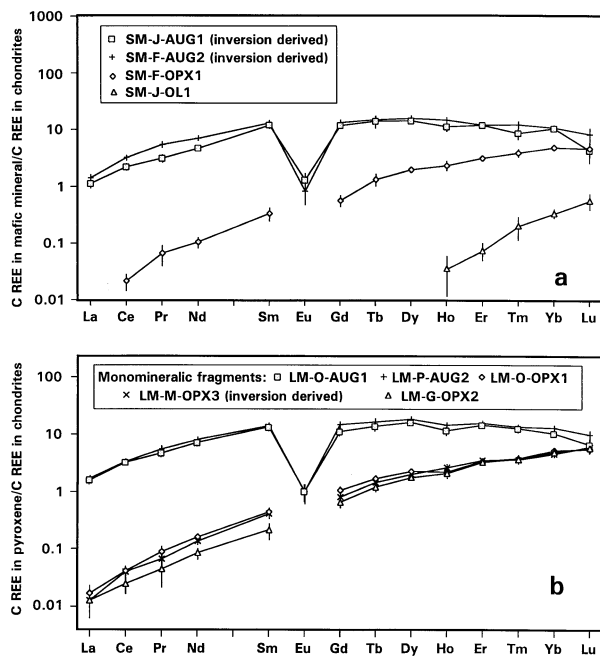 C REE in mafic mineral/C REE in chondrites
1000
100
10
1
0.1
0.01
SM-J-AUG1 (inversion derived)
SM-F-AUG2 (inversion derived)
SM-F-OPX1
SM-J-OL1
a
La Ce Pr Nd Sm Eu Gd Tb Dy Ho Er Tm Yb Lu
C REE in pyroxene/C REE in chondrites
100
10
1
0.1
0.01
Monomineralic fragments: LM-O-AUG1 LM-P-AUG2 LM-O-OPX1
LM-M-OPX3 (inversion derived) LM-G-OPX2
b
La Ce Pr Nd Sm Eu Gd Tb Dy Ho Er Tm Yb Lu